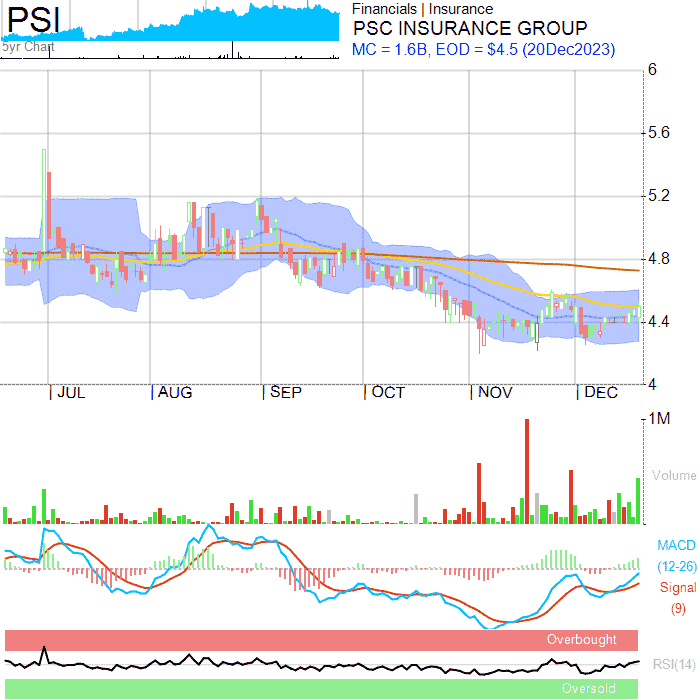 PSI
5yr Chart
Financials | Insurance
PSC INSURANCE GROUP
MC = 1.6B, EOD = $4.5 (20Dec2023)
6
5.6
5.2
4.8
4.4
4
JUL AUG SEP OCT NOV DEC
1M
Volume
MACD
(12-26)
Signal
(9)
Overbought
RSI(14)
Oversold